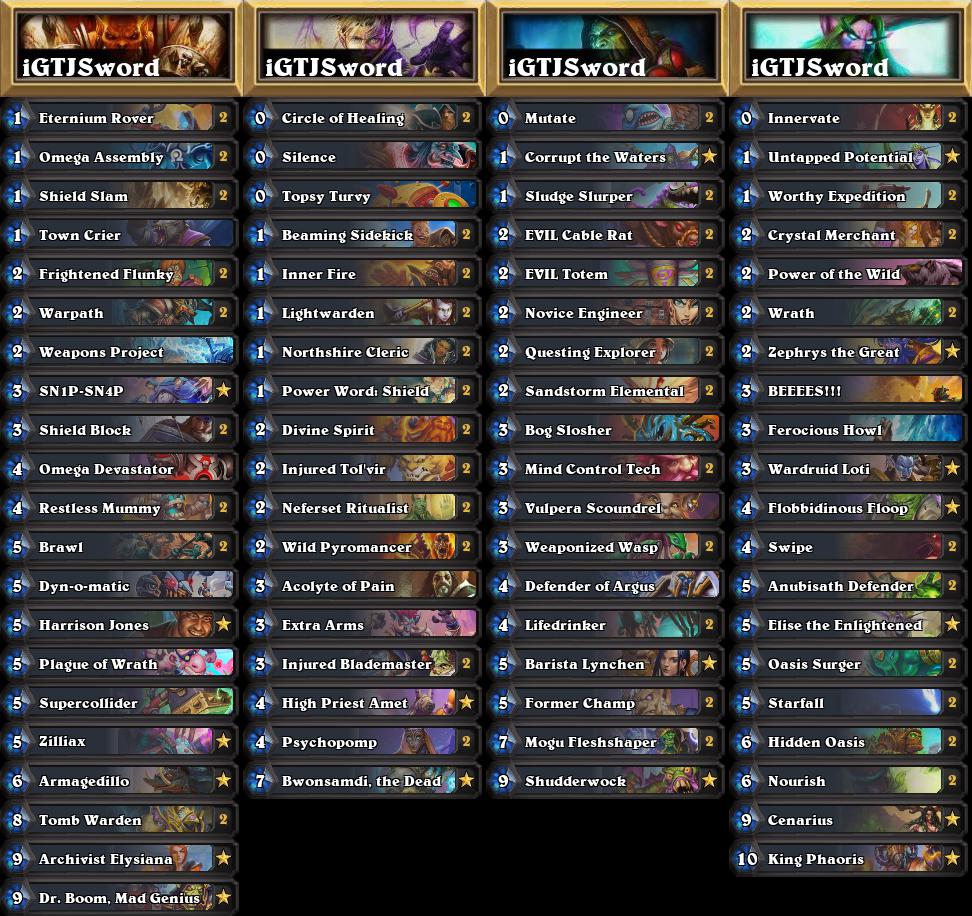 iGTJSword
1 Eternium Rover 2
1 Omega Assembly 2
1 Shield Slam 2
1 Town Crier
2 Frightened Flunky 2
2 Warpath 2
2 Weapons Project
3 SN1P-SN4P
3 Shield Block 2
4 Omega Devastator
4 Restless Mummy 2
5 Brawl 2
5 Dyn-o-matic
5 Harrison Jones
5 Plague of Wrath
5 Supercollider
5 Zilliax
6 Armagedillo
8 Tomb Warden 2
9 Archivist Elysiana
9 Dr. Boom, Mad Genius
iGTJSword
0 Circle of Healing 2
0 Silence
0 Topsy Turvy
1 Beaming Sidekick 2
1 Inner Fire 2
1 Lightwarden 2
1 Northshire Cleric 2
1 Power Word: Shield 2
2 Divine Spirit 2
2 Injured Tol'vir 2
2 Neferset Ritualist 2
2 Wild Pyromancer 2
3 Acolyte of Pain
3 Extra Arms
3 Injured Blademaster 2
4 High Priest Amet
4 Psychopomp 2
7 Bwonsamdi, the Dead
iGTJSword
0 Mutate 2
1 Corrupt the Waters
1 Sludge Slurper 2
2 EVIL Cable Rat 2
2 EVIL Totem 2
2 Novice Engineer 2
2 Questing Explorer 2
2 Sandstorm Elemental 2
3 Bog Slosher
3 Mind Control Tech 2
3 Vulpera Scoundrel
3 Weaponized Wasp 2
4 Defender of Argus
4 Lifedrinker 2
5 Barista Lynchen
5 Former Champ 2
7 Mogu Fleshshaper 2
9 Shudderwock
iGTJSword
0 Innervate 2
1 Untapped Potential
1 Worthy Expedition 2
2 Crystal Merchant 2
2 Power of the Wild
2 Wrath 2
2 Zephrys the Great
3 BEEEES!!!
3 Ferocious Howl
3 Wardruid Loti
4 Flobbidinous Floop
4 Swipe 2
5 Anubisath Defender 2
5 Elise the Enlightened
5 Oasis Surger 2
5 Starfall 2
6 Hidden Oasis 2
6 Nourish 2
9 Cenarius
10 King Phaoris